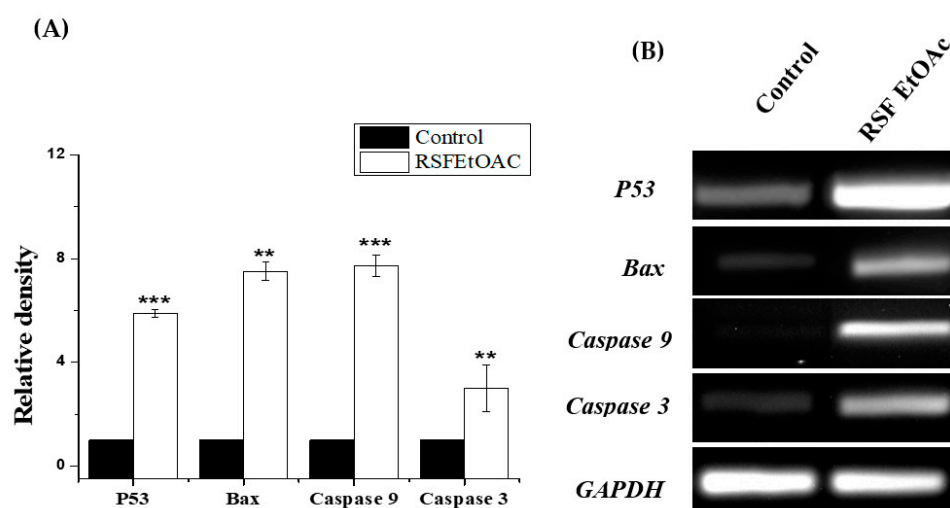 (A)
Control
RSFEtOAC
12
8
4
0
Relative density
***
**
***
**
P53 Bax Caspase 9 Caspase 3
(B)
Control RSF EtOAc
P53
Bax
Caspase 9
Caspase 3
GAPDH